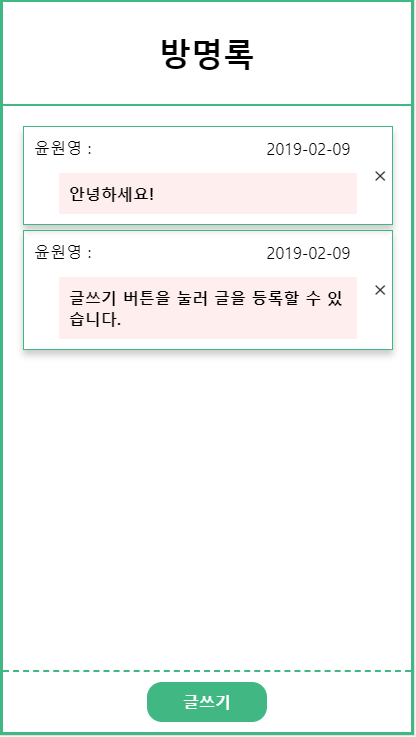 방명록
윤원영 : 2019-02-09
안녕하세요!
×
윤원영 : 2019-02-09
글쓰기 버튼을 눌러 글을 등록할 수 있
습니다.
×
글쓰기